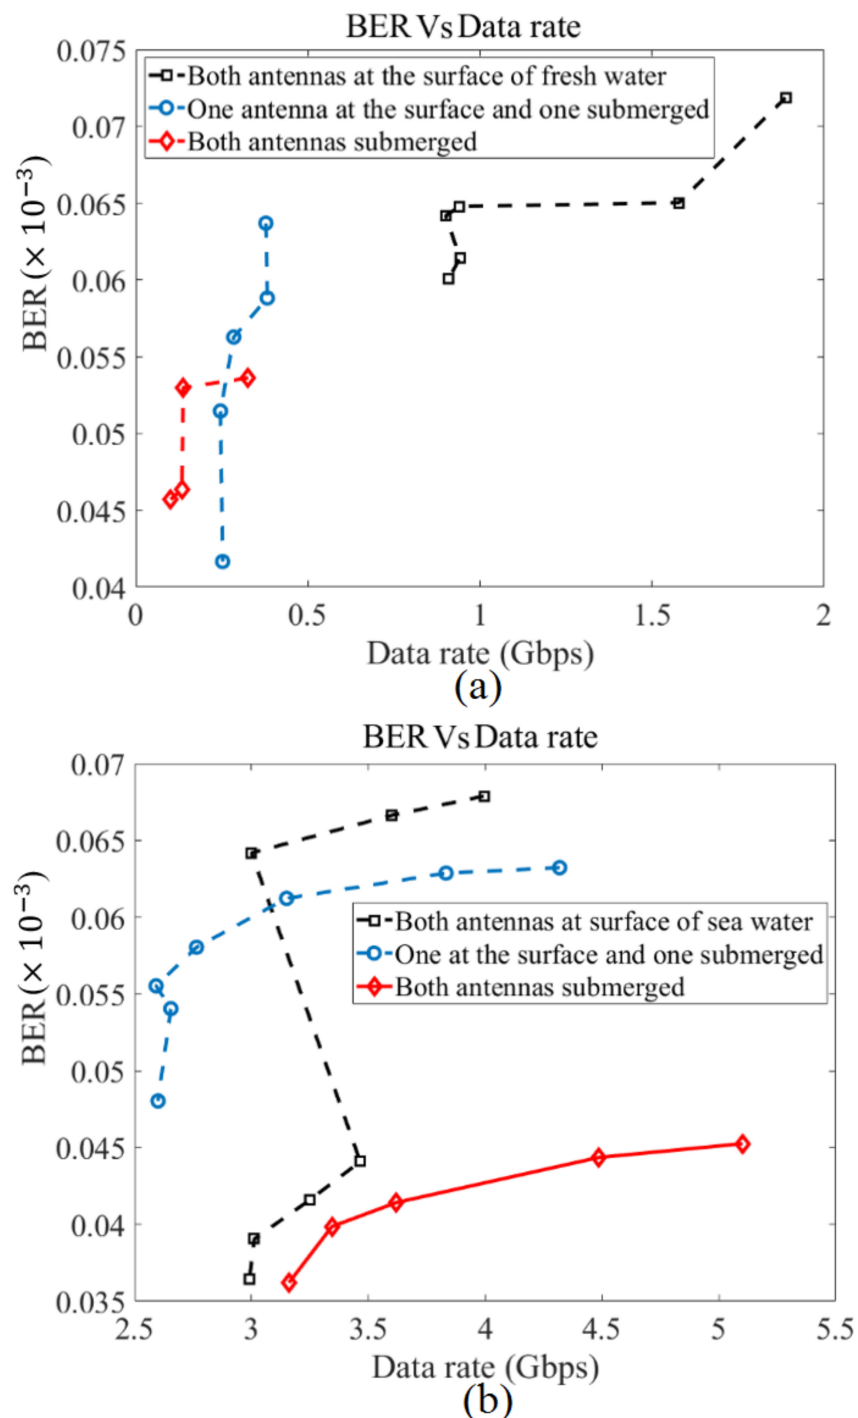 BER Vs Data rate
0.075
0.07
0.065
0.06
0.055
0.05
0.045
0.04
BER (× 10⁻³)
Both antennas at the surface of fresh water
One antenna at the surface and one submerged
Both antennas submerged
0 0.5 1 1.5 2
Data rate (Gbps)
(a)
BER Vs Data rate
0.07
0.065
0.06
0.055
0.05
0.045
0.04
0.035
BER (× 10⁻³)
Both antennas at surface of sea water
One at the surface and one submerged
Both antennas submerged
2.5 3 3.5 4 4.5 5 5.5
Data rate (Gbps)
(b)